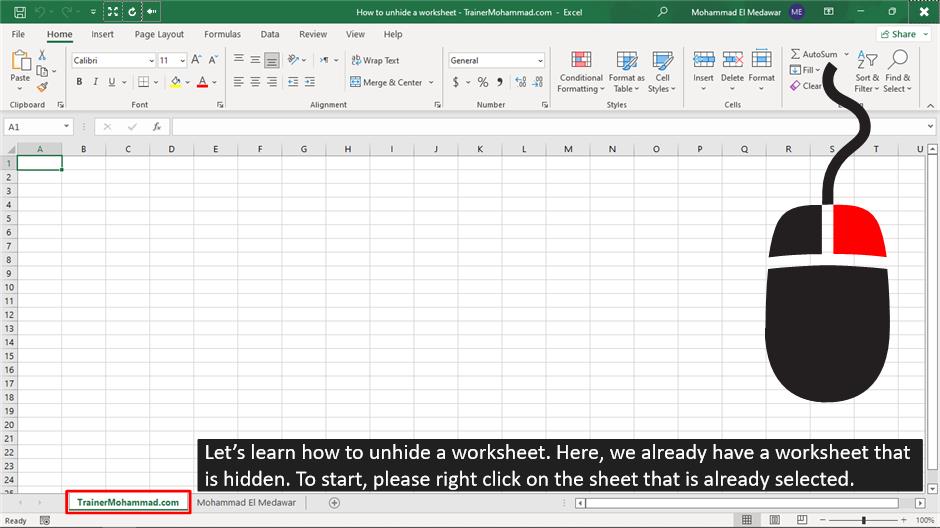 How to unhide a worksheet - TrainerMohammad.com - Excel
Mohammad El Medawar ME
File Home Insert Page Layout Formulas Data Review View Help Share
Calibri 11 Wrap Text General AutoSum
Paste Fill
B I U Merge & Center $ % , Conditional Formatting Format as Table Cell Styles Insert Delete Format Clear Sort & Filter Find & Select
Clipboard Font Alignment Number Styles Cells
A1 fx
A B C D E F G H I J K L M N O P Q R S T U
1
2
3
4
5
6
7
8
9
10
11
12
13
14
15
16
17
18
19
20
21
22
23
24
25
Let’s learn how to unhide a worksheet. Here, we already have a worksheet that
is hidden. To start, please right click on the sheet that is already selected.
TrainerMohammad.com Mohammad El Medawar
Ready 100%